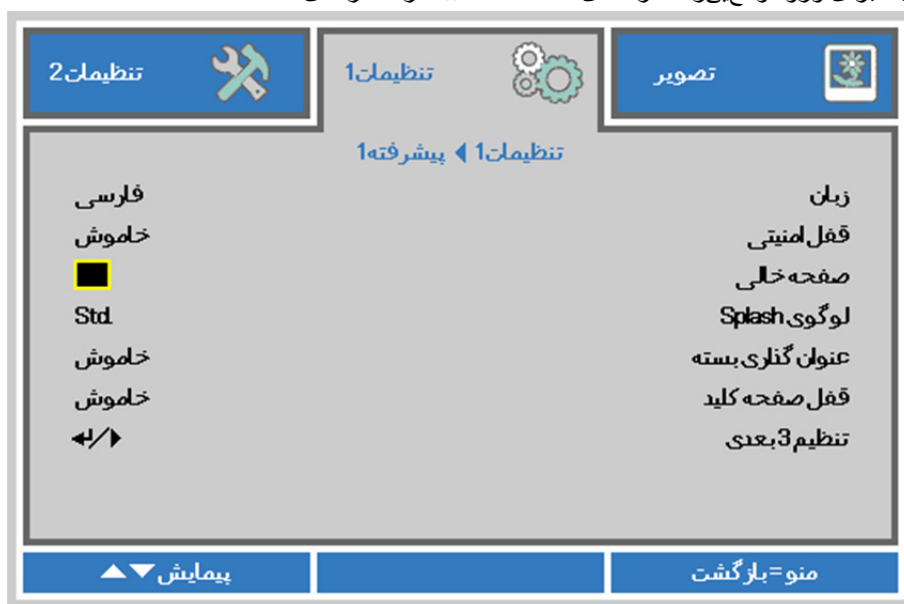 تصویر
تنظیمات1
تنظیمات2
تنظیمات1 ◀ پیشرفته1
زبان فارسی
قفل امنیتی خاموش
صفحه خالی
لوگوی Splash Std.
عنوان گذاری بسته خاموش
قفل صفحه کلید خاموش
تنظیم 3 بعدی
منو=بازگشت
پیمایش ▼▲